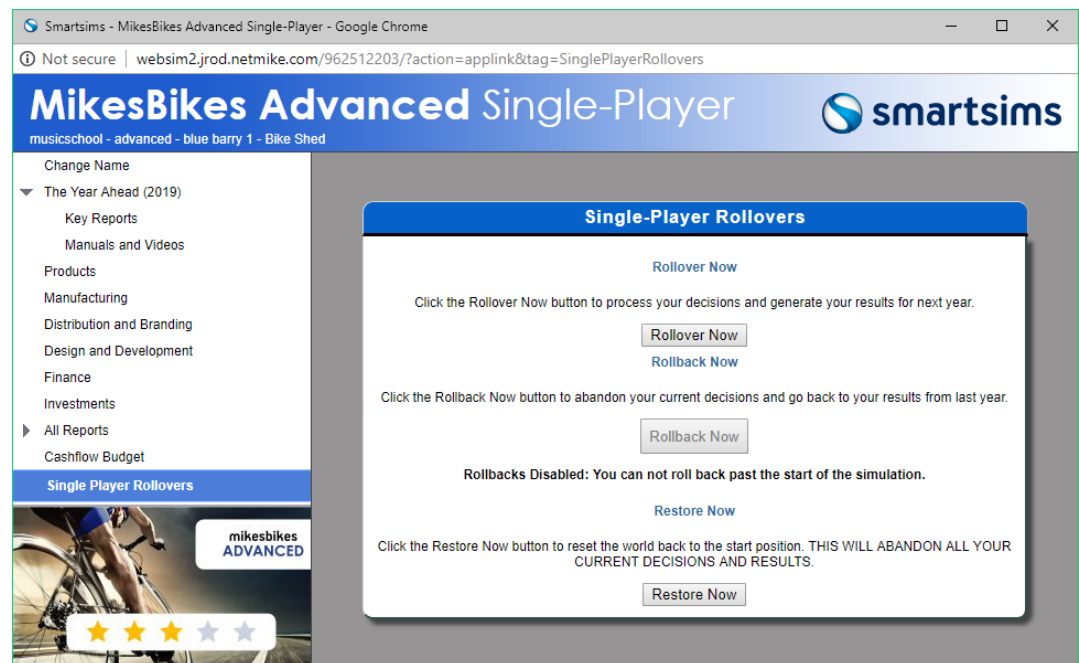 Smartsims - MikesBikes Advanced Single-Player - Google Chrome
Not secure | websim2.jrod.netmike.com/962512203/?action=applink&tag=SinglePlayerRollovers
MikesBikes Advanced Single-Player
smartsims
musicschool - advanced - blue barry 1 - Bike Shed
Change Name
The Year Ahead (2019)
Key Reports
Manuals and Videos
Products
Manufacturing
Distribution and Branding
Design and Development
Finance
Investments
All Reports
Cashflow Budget
Single Player Rollovers
mikesbikes
ADVANCED
Single-Player Rollovers
Rollover Now
Click the Rollover Now button to process your decisions and generate your results for next year.
Rollover Now
Rollback Now
Click the Rollback Now button to abandon your current decisions and go back to your results from last year.
Rollback Now
Rollbacks Disabled: You can not roll back past the start of the simulation.
Restore Now
Click the Restore Now button to reset the world back to the start position. THIS WILL ABANDON ALL YOUR
CURRENT DECISIONS AND RESULTS.
Restore Now